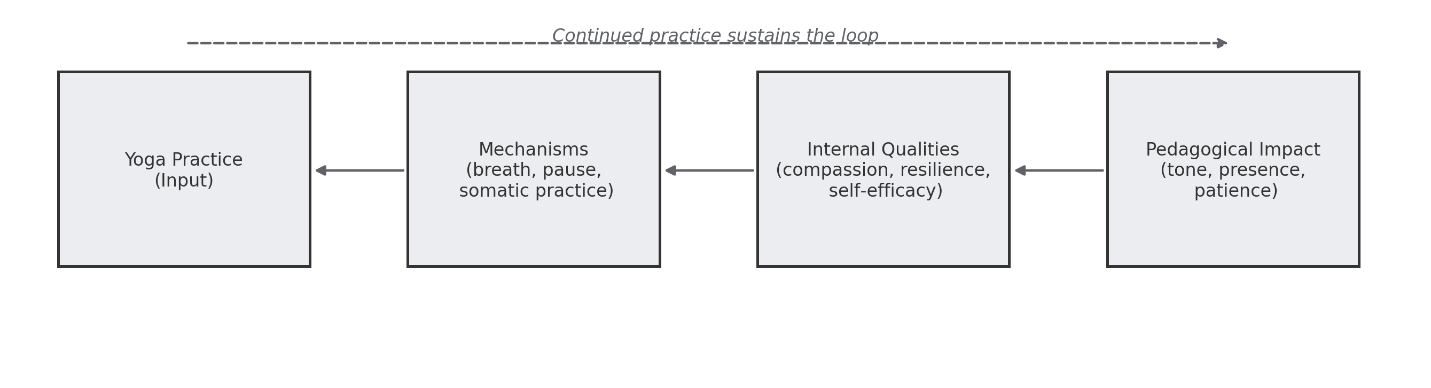 Continued practice sustains the loop
Yoga Practice
(Input)
Mechanisms
(breath, pause,
somatic practice)
Internal Qualities
(compassion, resilience,
self-efficacy)
Pedagogical Impact
(tone, presence,
patience)